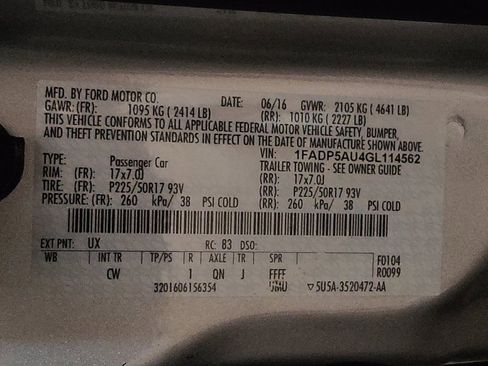 MFD. BY FORD MOTOR CO.
DATE: 06/16 GVWR: 2105 KG ( 4641 LB)
GAWR: (FR): 1095 KG ( 2414 LB) (RR): 1010 KG ( 2227 LB)
THIS VEHICLE CONFORMS TO ALL APPLICABLE FEDERAL MOTOR VEHICLE SAFETY, BUMPER,
AND THEFT PREVENTION STANDARDS IN EFFECT ON THE DATE OF MANUFACTURE SHOWN ABOVE.
VIN: 1FADP5AU4GL114562
TYPE: Passenger Car TRAILER TOWING - SEE OWNER GUIDE
RIM: (FR): 17x7.0J (RR): 17x7.0J
TIRE: (FR): P225/50R17 93V (RR): P225/50R17 93V
PRESSURE: (FR): 260 kPa/ 38 PSI COLD (RR): 260 kPa/ 38 PSI COLD
EXT PNT: UX RC: 83 DSO: F0104
WB INT TR TP/PS R AXLE TR SPR R0099
CW 1 QN J FFFF
3201606156354 UMU ▽5U5A-3520472-AA